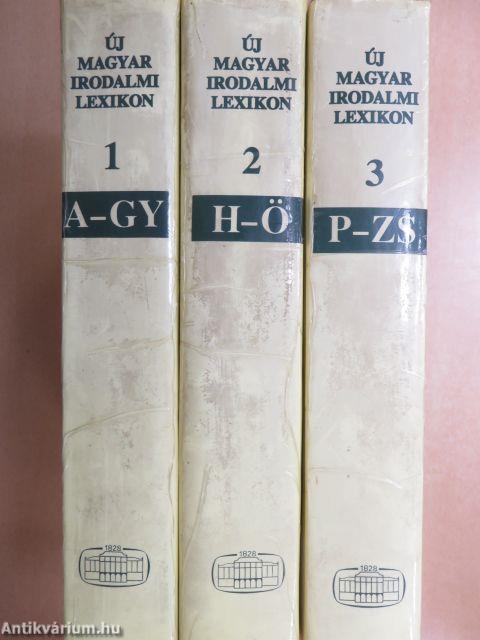 ÚJ
MAGYAR
IRODALMI
LEXIKON
1
A–GY
1828
ÚJ
MAGYAR
IRODALMI
LEXIKON
2
H–Ö
1828
ÚJ
MAGYAR
IRODALMI
LEXIKON
3
P–ZS
1828
Antikvárium.hu